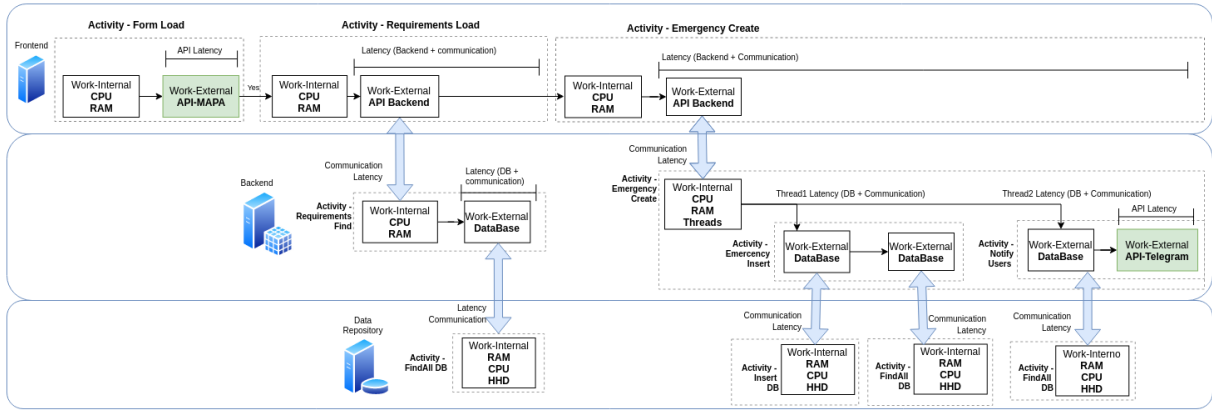 Activity - Form Load
Activity - Requirements Load
Activity - Emergency Create
Frontend
API Latency
Latency (Backend + communication)
Latency (Backend + Communication)
Work-Internal
CPU
RAM
Work-External
API-MAPA
Yes
Work-Internal
CPU
RAM
Work-External
API Backend
Work-Internal
CPU
RAM
Work-External
API Backend
Communication
Latency
Communication
Latency
Backend
Latency (DB +
communication)
Activity -
Requirements
Find
Work-Internal
CPU
RAM
Work-External
DataBase
Activity -
Emergency
Create
Work-Internal
CPU
RAM
Threads
Thread1 Latency (DB + Communication)
Thread2 Latency (DB + Communication)
API Latency
Activity -
Emercency
Insert
Work-External
DataBase
Work-External
DataBase
Activity -
Notify
Users
Work-External
DataBase
Work-External
API-Telegram
Latency
Communication
Communication
Latency
Communication
Latency
Communication
Latency
Data
Repository
Activity -
FindAll DB
Work-Internal
RAM
CPU
HHD
Activity -
Insert
DB
Work-Internal
RAM
CPU
HHD
Activity -
FindAll
DB
Work-Internal
RAM
CPU
HHD
Activity -
FindAll
DB
Work-Interno
RAM
CPU
HHD